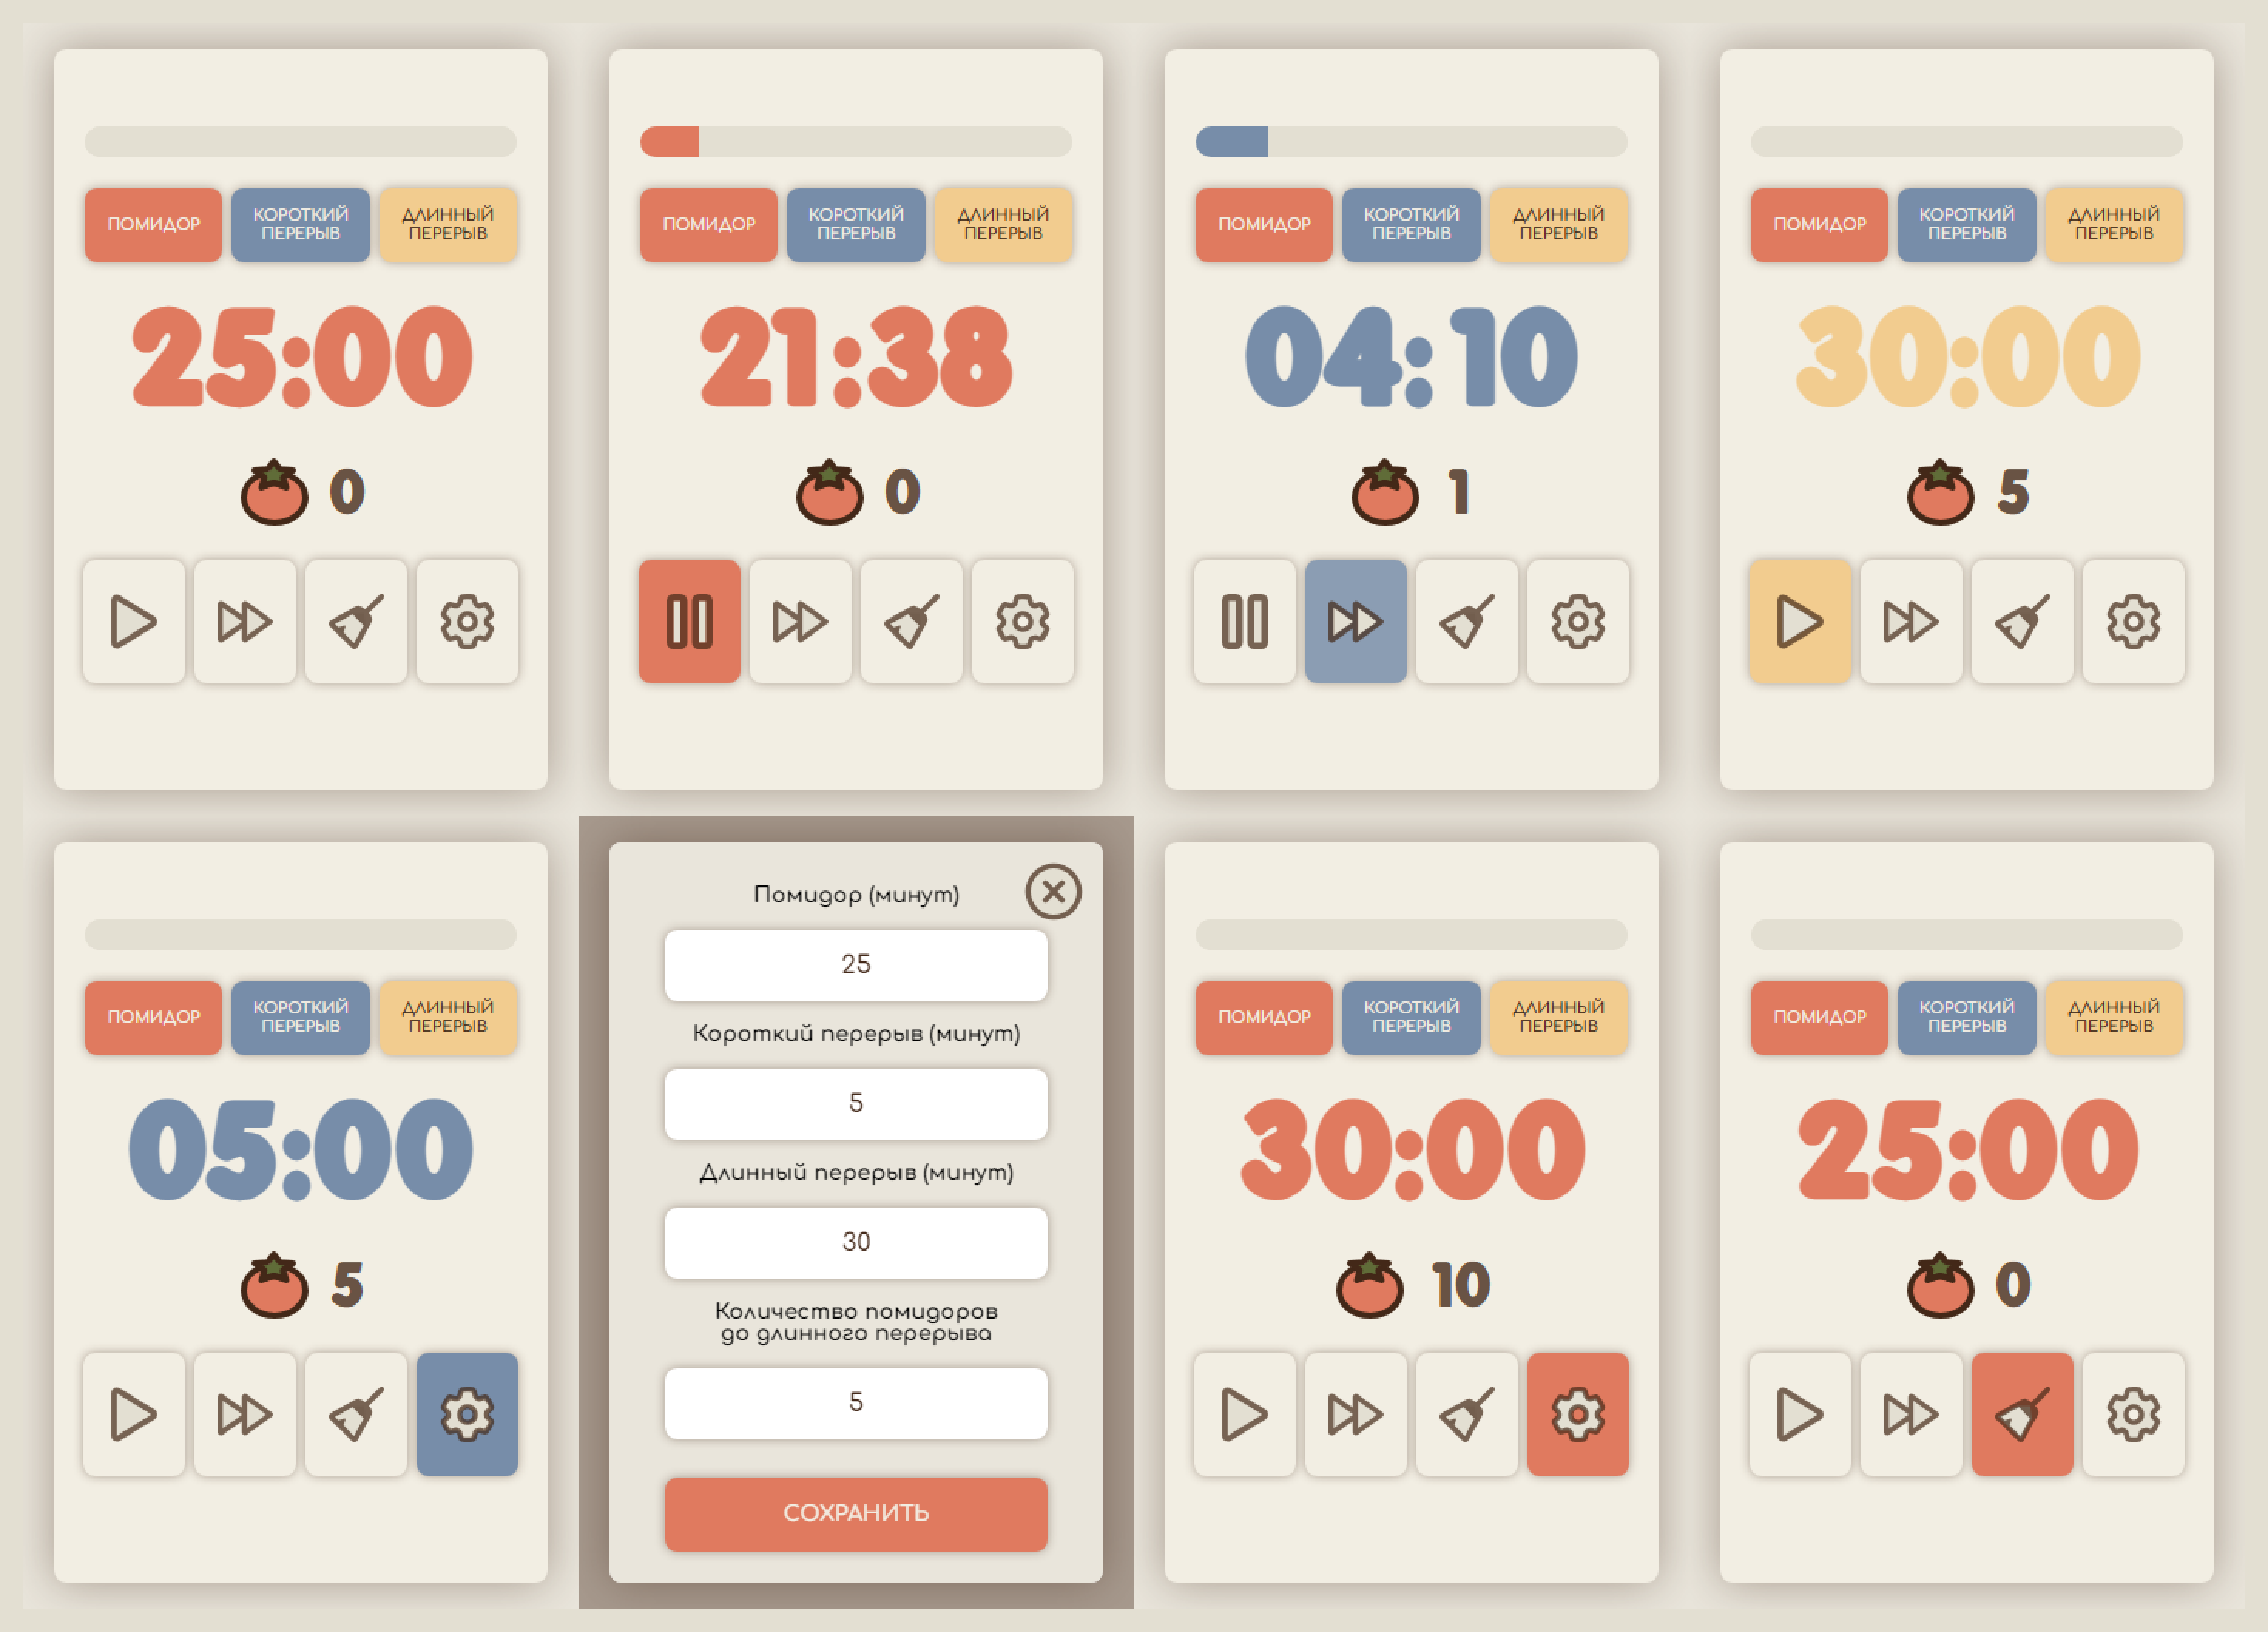 ПОМИДОР
КОРОТКИЙ
ПЕРЕРЫВ
ДЛИННЫЙ
ПЕРЕРЫВ
25:00
0
ПОМИДОР
КОРОТКИЙ
ПЕРЕРЫВ
ДЛИННЫЙ
ПЕРЕРЫВ
21:38
0
ПОМИДОР
КОРОТКИЙ
ПЕРЕРЫВ
ДЛИННЫЙ
ПЕРЕРЫВ
04:10
1
ПОМИДОР
КОРОТКИЙ
ПЕРЕРЫВ
ДЛИННЫЙ
ПЕРЕРЫВ
30:00
5
ПОМИДОР
КОРОТКИЙ
ПЕРЕРЫВ
ДЛИННЫЙ
ПЕРЕРЫВ
05:00
5
Помидор (минут)
25
Короткий перерыв (минут)
5
Длинный перерыв (минут)
30
Количество помидоров
до длинного перерыва
5
СОХРАНИТЬ
ПОМИДОР
КОРОТКИЙ
ПЕРЕРЫВ
ДЛИННЫЙ
ПЕРЕРЫВ
30:00
10
ПОМИДОР
КОРОТКИЙ
ПЕРЕРЫВ
ДЛИННЫЙ
ПЕРЕРЫВ
25:00
0